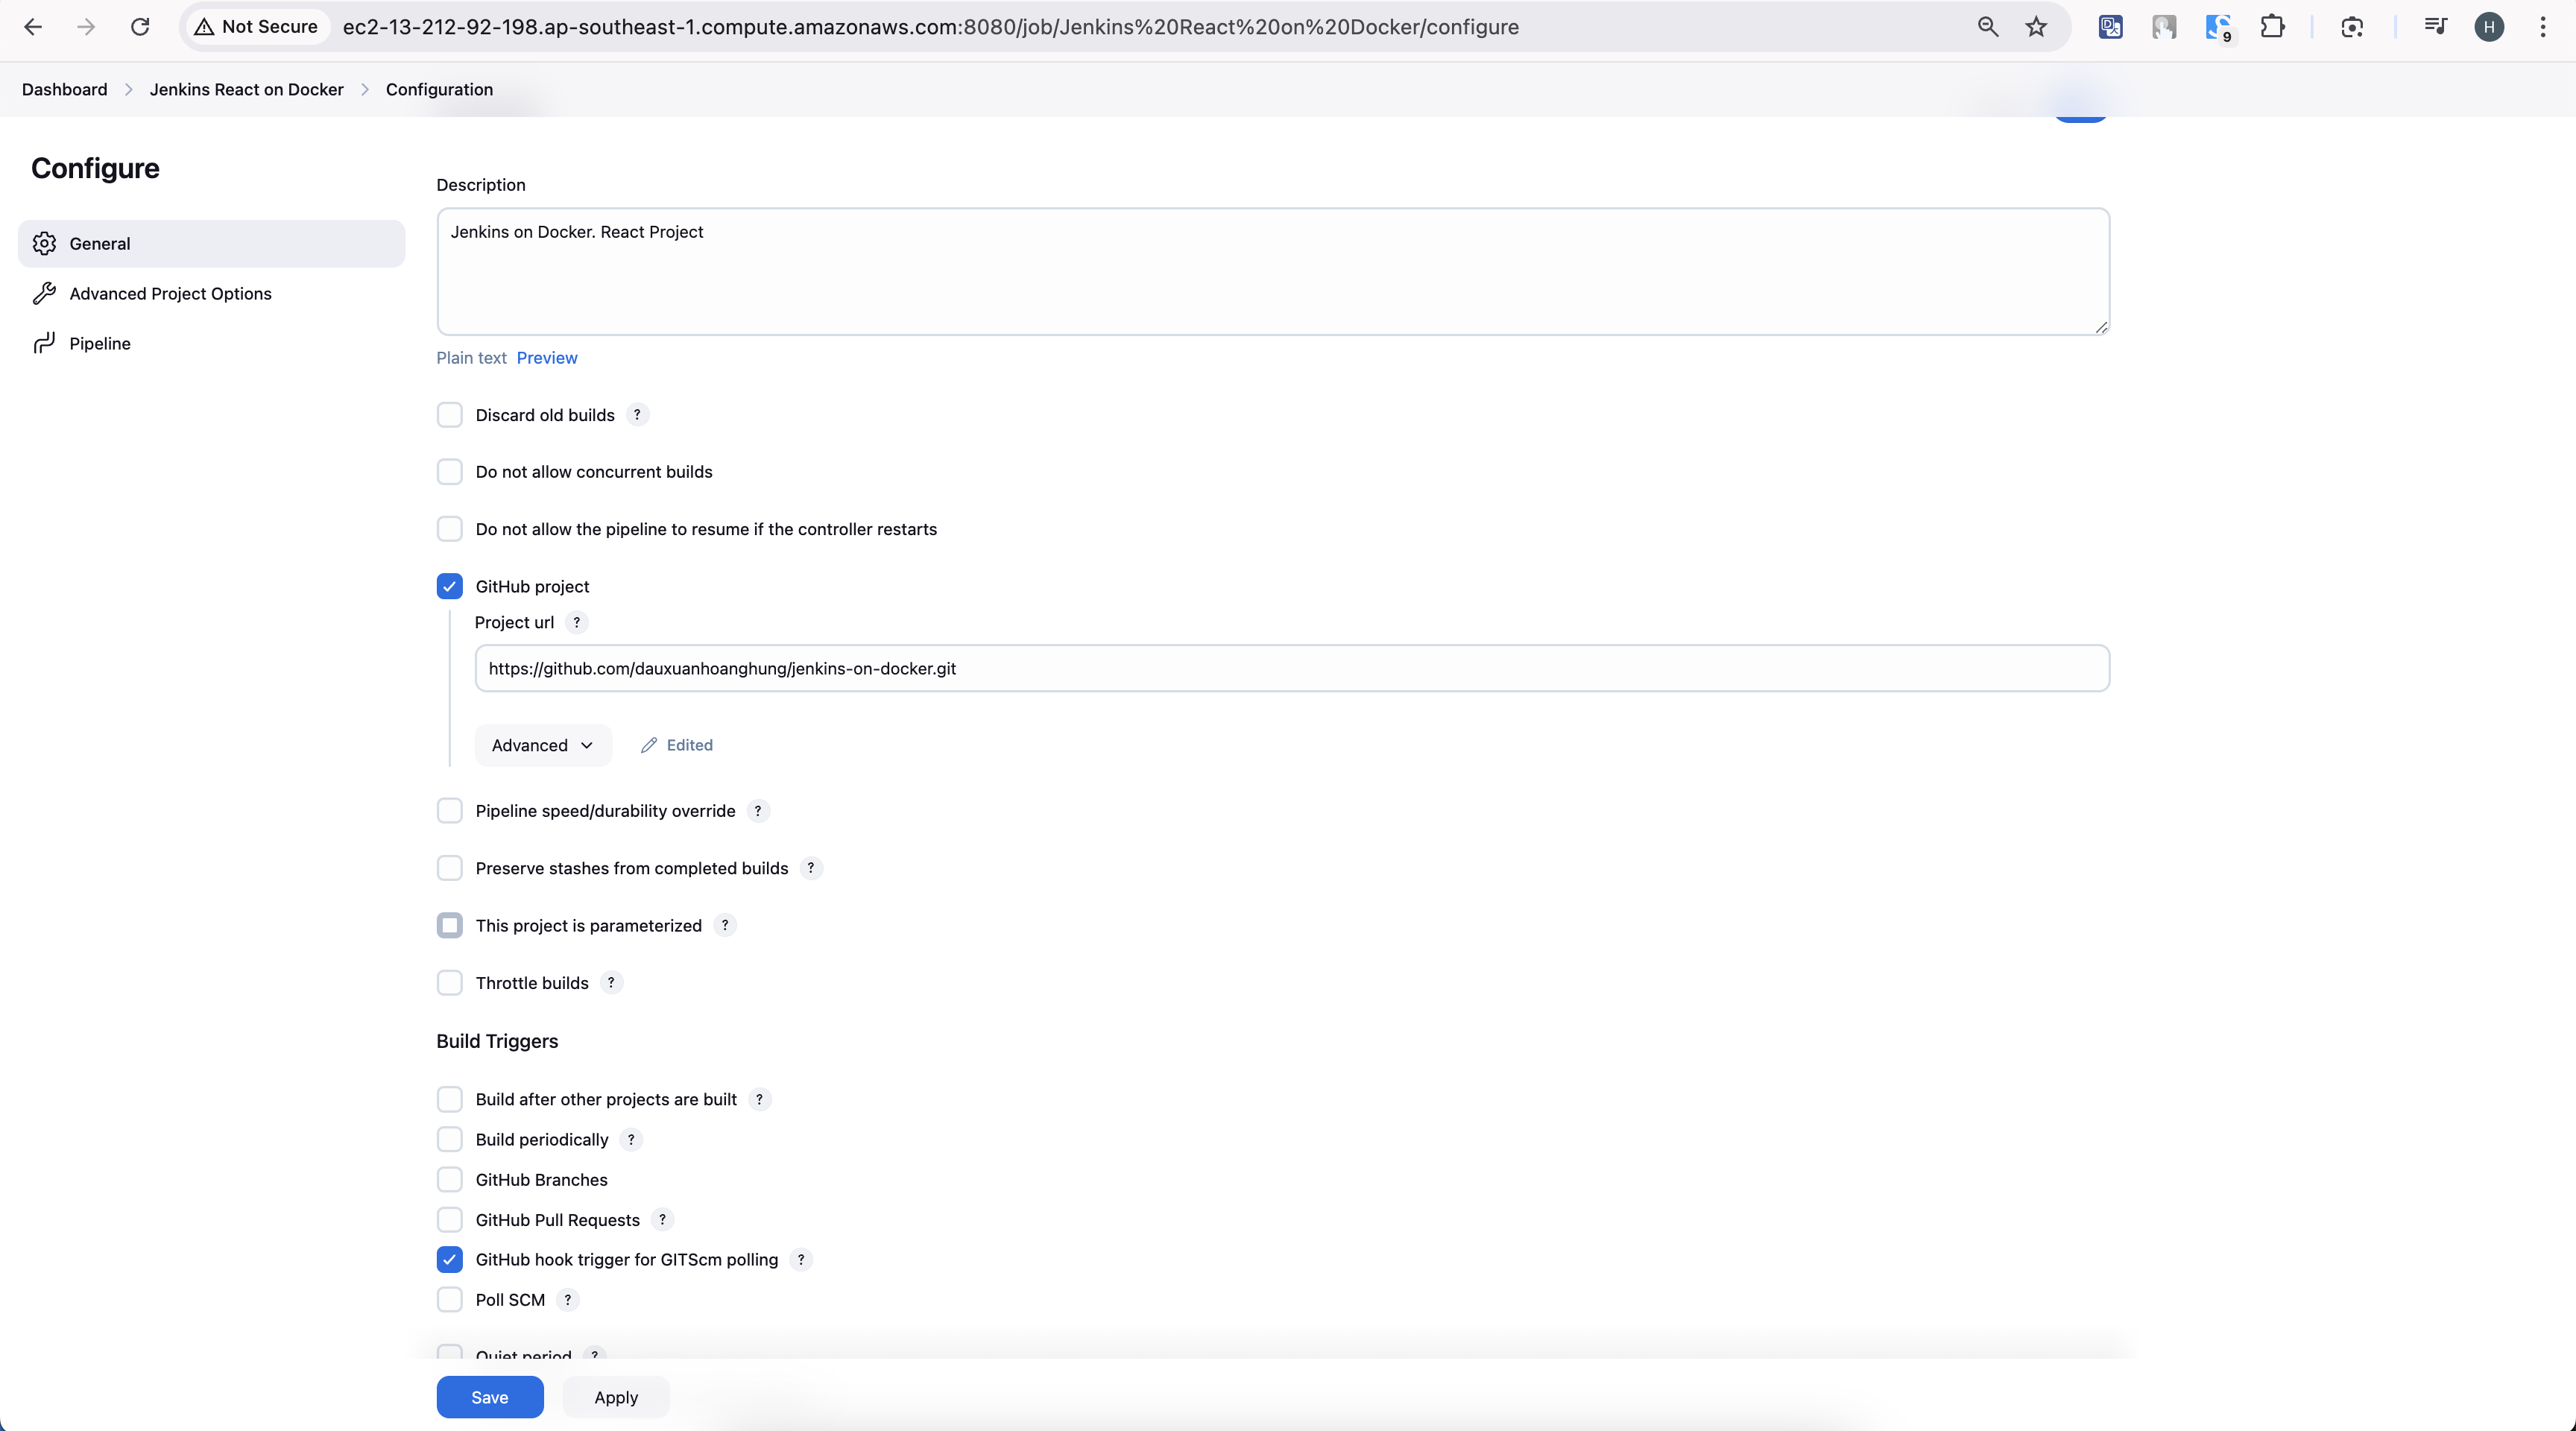 Not Secure ec2-13-212-92-198.ap-southeast-1.compute.amazonaws.com:8080/job/Jenkins%20React%20on%20Docker/configure
9
H
Dashboard > Jenkins React on Docker > Configuration
Configure
General
Advanced Project Options
Pipeline
Description
Jenkins on Docker. React Project
Plain text Preview
Discard old builds ?
Do not allow concurrent builds
Do not allow the pipeline to resume if the controller restarts
GitHub project
Project url ?
https://github.com/dauxuanhoanghung/jenkins-on-docker.git
Advanced
Edited
Pipeline speed/durability override ?
Preserve stashes from completed builds ?
This project is parameterized ?
Throttle builds ?
Build Triggers
Build after other projects are built ?
Build periodically ?
GitHub Branches
GitHub Pull Requests ?
GitHub hook trigger for GITScm polling ?
Poll SCM ?
Quiet period ?
Save
Apply